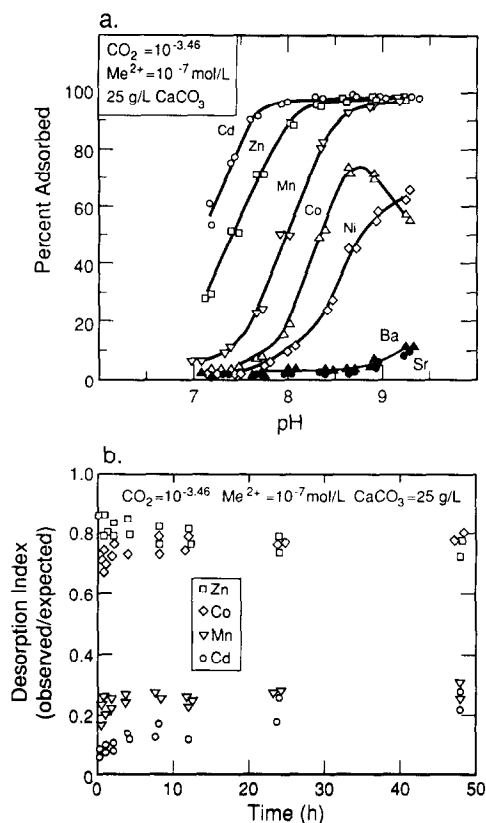 a.
CO₂ = 10⁻³·⁴⁶
Me²⁺ = 10⁻⁷ mol/L
25 g/L CaCO₃
Percent Adsorbed
100
80
60
40
20
10
0
Cd
Zn
Mn
Co
Ni
Ba
Sr
7
8
9
pH
b.
CO₂ = 10⁻³·⁴⁶ Me²⁺ = 10⁻⁷ mol/L CaCO₃ = 25 g/L
Desorption Index
(observed/expected)
1.0
0.8
0.6
0.4
0.2
0
□ Zn
◇ Co
▽ Mn
○ Cd
0
10
20
30
40
50
Time (h)